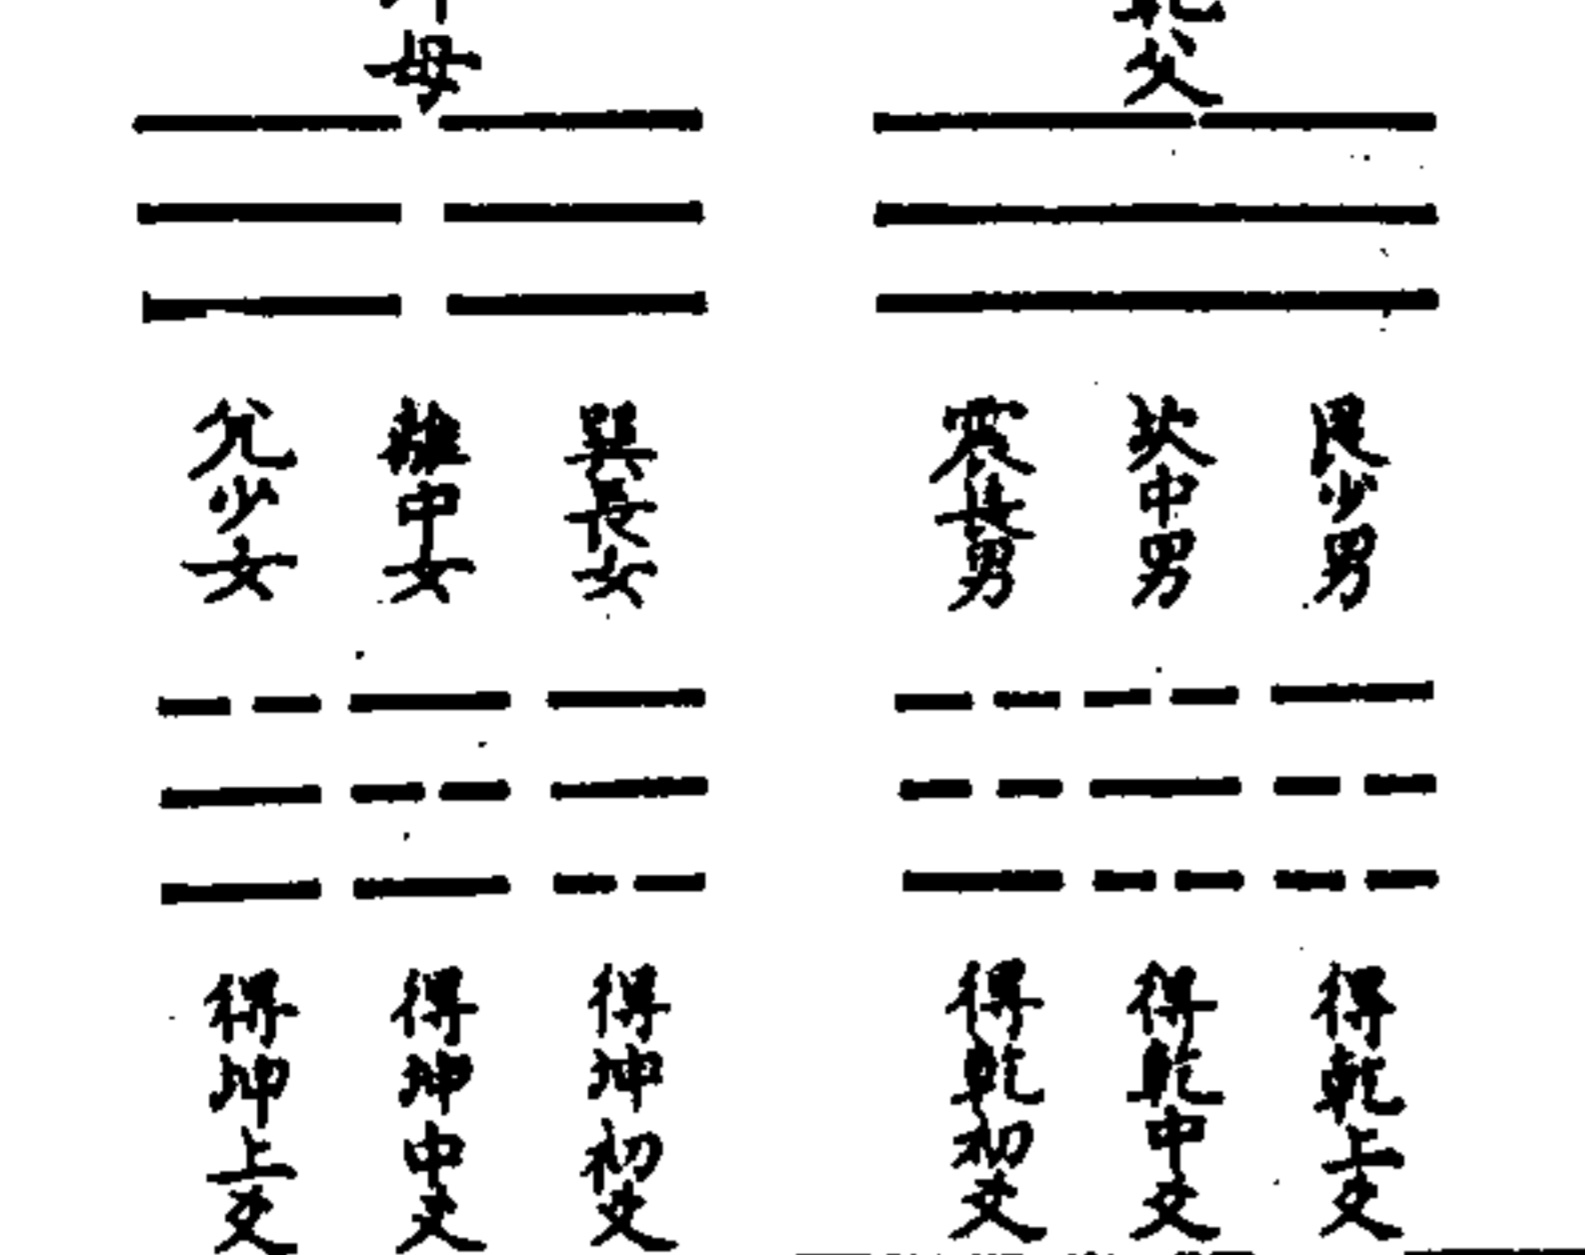 乾父
艮少男
坎中男
震長男
得乾上爻
得乾中爻
得乾初爻
坤母
巽長女
離中女
兌少女
得坤初爻
得坤中爻
得坤上爻